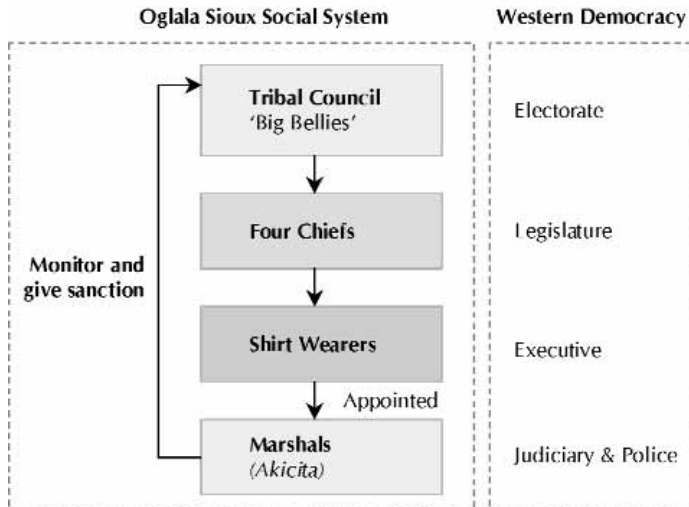 Oglala Sioux Social System
Western Democracy
Tribal Council
'Big Bellies'
Electorate
Four Chiefs
Legislature
Monitor and
give sanction
Shirt Wearers
Executive
Appointed
Marshals
(Akicita)
Judiciary & Police